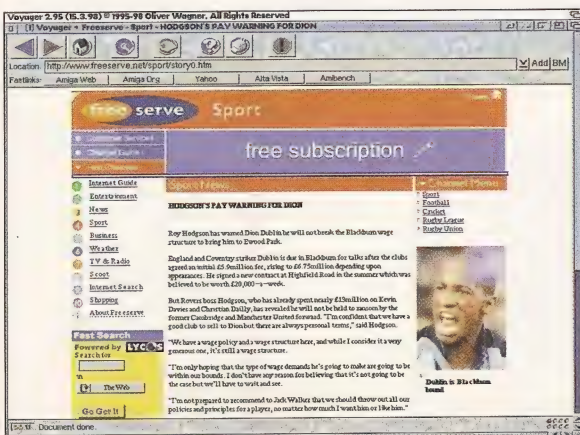 Voyager 2.95 (15.3.98) © 1995-98 Oliver Wagner, All Rights Reserved
[1] Voyager • Freeserve - Sport - HODGSON'S PAY WARNING FOR DION
Location: http://www.freeserve.net/sport/story0.htm
Add BM
Fastlinks: Amiga Web Amiga Org Yahoo Alta Vista Aminbench
freeserve Sport
Customer Services
free subscription
Internet Guide
Entertainment
News
Sport
Business
Weather
TV & Radio
Internet Search
Shopping
About Freeserve
Sport News
Channel Menu
Sport
Football
Cricket
Rugby League
Rugby Union
HODGSON'S PAY WARNING FOR DION
Roy Hodgson has warned Dion Dublin he will not break the Blackburn wage
structure to bring him to Ewood Park.
England and Coventry striker Dublin is due in Blackburn for talks after the clubs
agreed an initial £5.9million fee, rising to £6.75million depending upon
appearances. He signed a new contract at Highfield Road in the summer which was
believed to be worth £20,000-a-week.
But Rovers boss Hodgson, who has already spent nearly £13million on Kevin
Davies and Christian Dailly, has revealed he will not be held to ransom by the
former Cambridge and Manchester United forward. "I'm confident that we have a
good club to sell to Dion but there are always personal terms," said Hodgson.
"We have a wage policy and a wage structure here, and while I consider it a very
generous one, it's still a wage structure.
"I'm only hoping that the type of wage demands he's going to make are going to be
within our bounds. I don't have any reason for believing that it's not going to be
the case but we'll have to wait and see.
"I'm not prepared to recommend to Jack Walker that we should throw out all our
policies and principles for a player, no matter how much I want him or like him."
Dublin is Blackburn
bound
Fast Search
Powered by LYCOS
Search for
in
The Web
Go Get It
Document done.